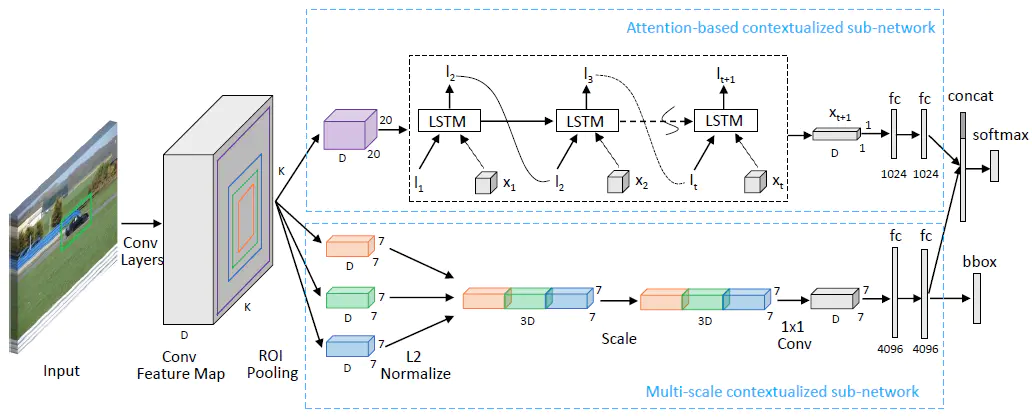 Attention-based contextualized sub-network
l2
l3
lt+1
LSTM
LSTM
LSTM
l1
x1
l2
x2
lt
xt
20
20
D
xt+1
1
1
D
fc
fc
1024
1024
concat
softmax
K
K
D
Input
Conv
Layers
Conv
Feature Map
ROI
Pooling
7
D
7
7
D
7
7
D
7
L2
Normalize
7
3D
7
Scale
7
3D
7
1x1
Conv
7
D
7
fc
fc
4096
4096
bbox
Multi-scale contextualized sub-network